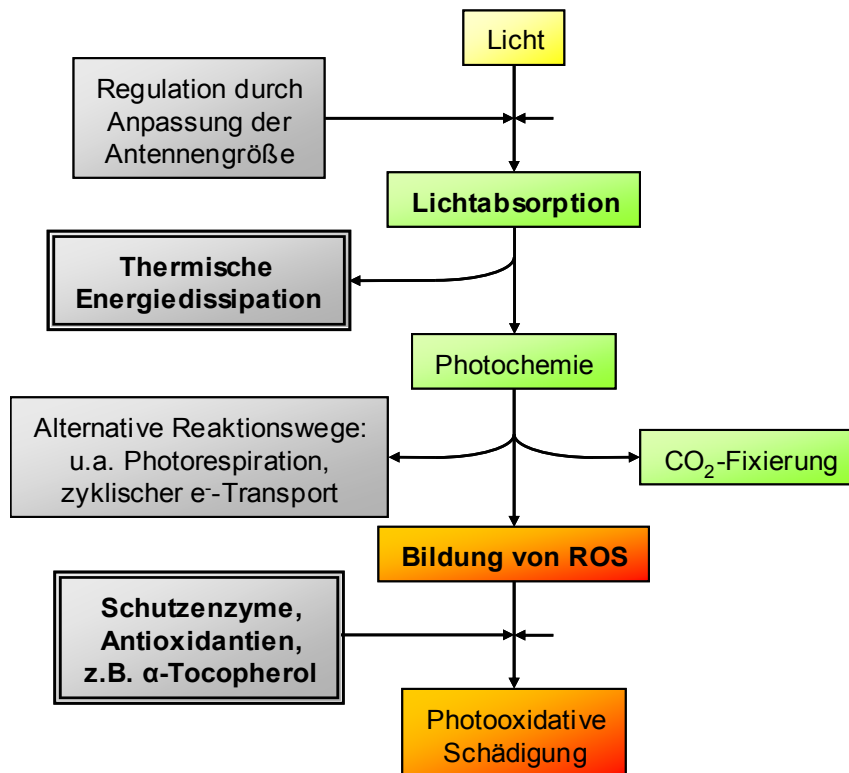 Licht
Regulation durch
Anpassung der
Antennengröße
Lichtabsorption
Thermische
Energiedissipation
Photochemie
Alternative Reaktionswege:
u.a. Photorespiration,
zyklischer e⁻-Transport
CO₂-Fixierung
Bildung von ROS
Schutzenzyme,
Antioxidantien,
z.B. α-Tocopherol
Photooxidative
Schädigung